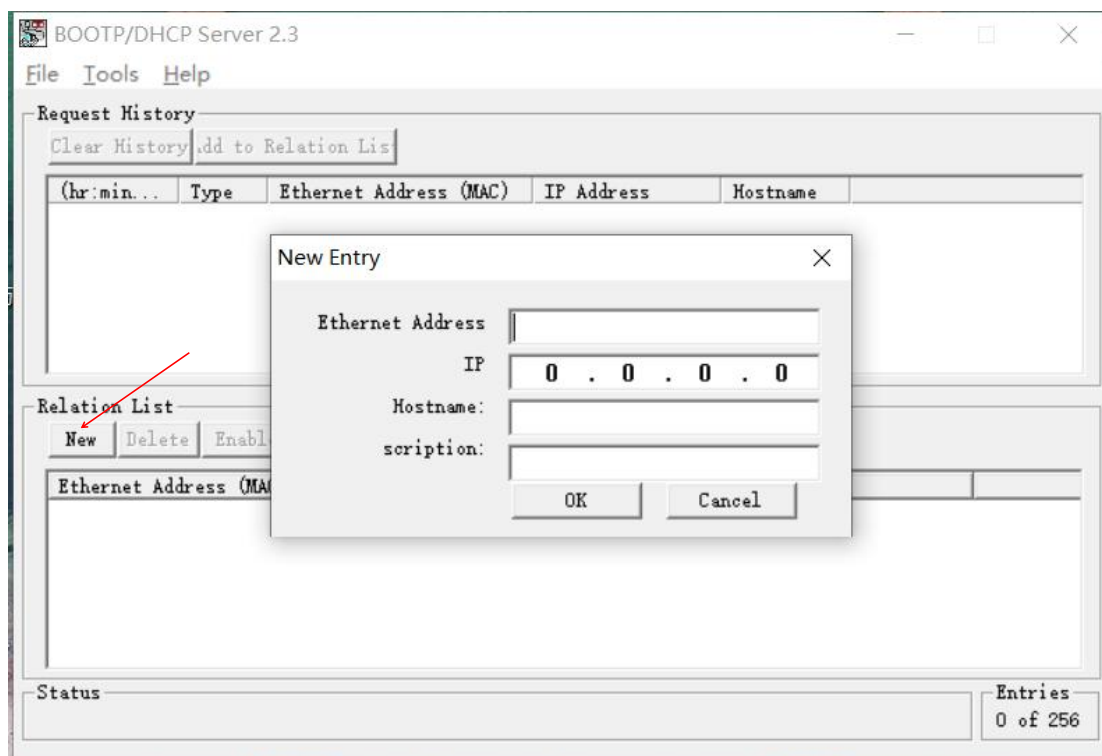 BOOTP/DHCP Server 2.3
File Tools Help
Request History
Clear History dd to Relation Lis
(hr:min... Type Ethernet Address (MAC) IP Address Hostname
New Entry
Ethernet Address
IP 0 . 0 . 0 . 0
Hostname:
scription:
OK Cancel
Relation List
New Delete Enabl
Ethernet Address (MA
Status
Entries
0 of 256